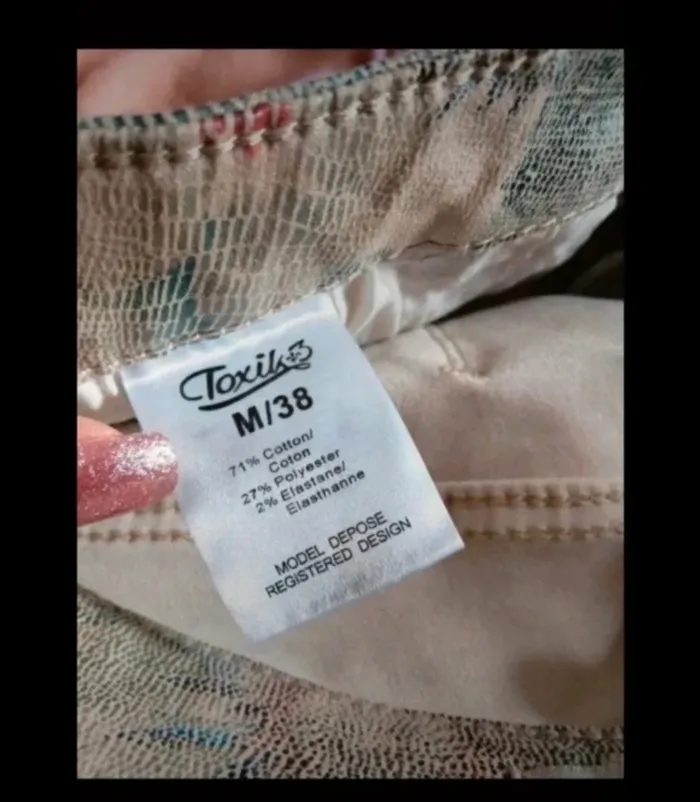 Toxik3
M/38
71% Cotton/
Coton
27% Polyester
2% Elastane/
Elasthanne
MODEL DEPOSE
REGISTERED DESIGN